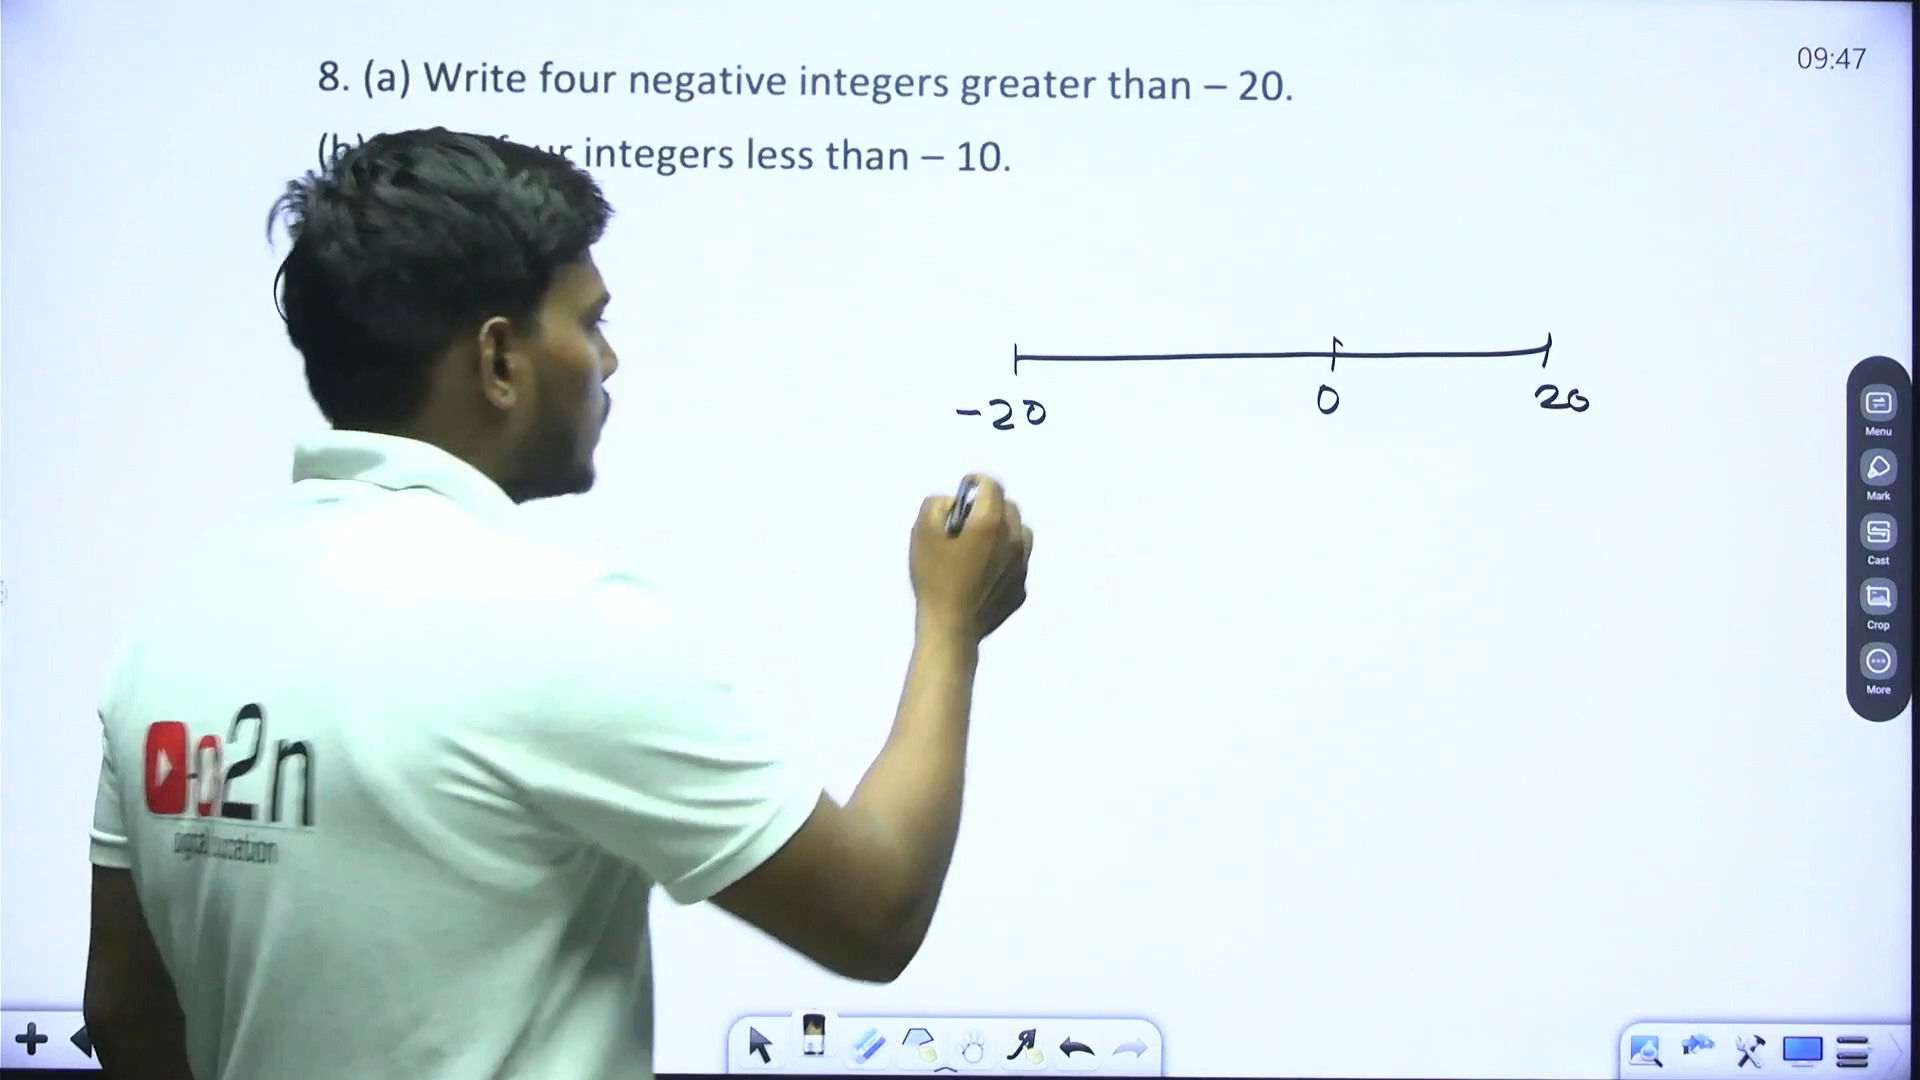 09:47
8. (a) Write four negative integers greater than – 20.
integers less than – 10.
-20 0 20
Menu
Mark
Cast
Crop
More
o2n